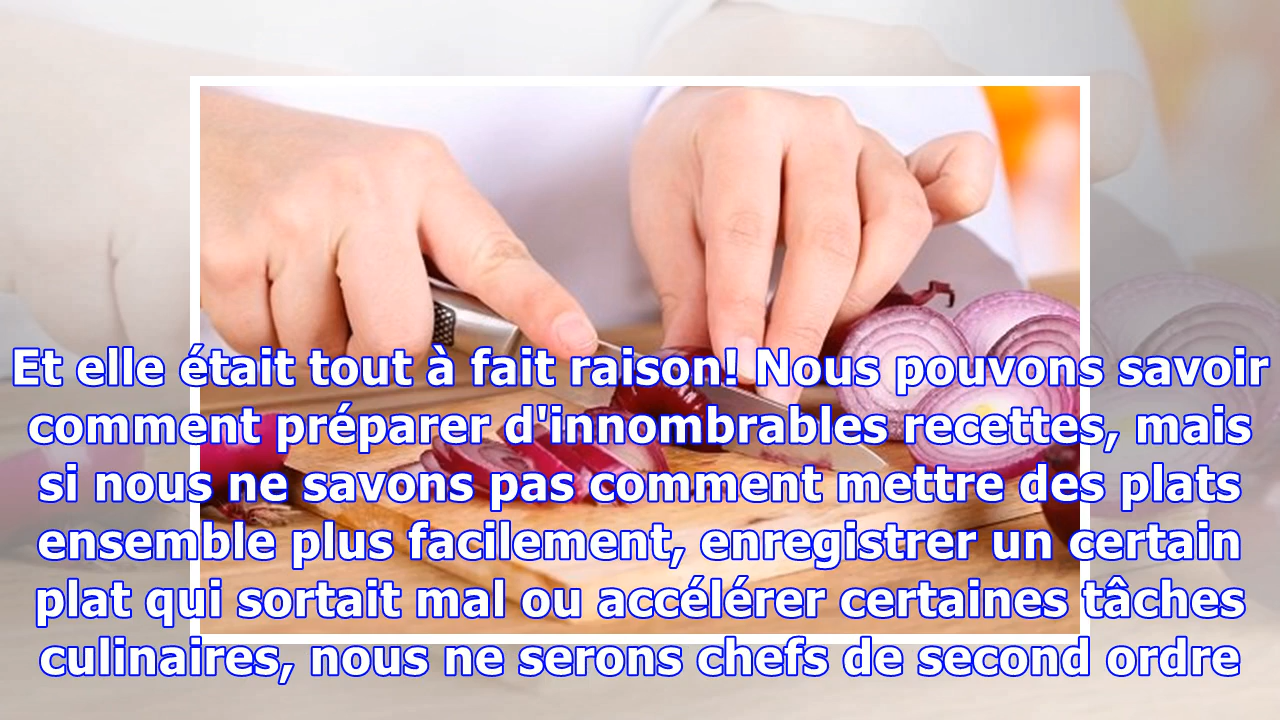 Et elle était tout à fait raison! Nous pouvons savoir
comment préparer d'innombrables recettes, mais
si nous ne savons pas comment mettre des plats
ensemble plus facilement, enregistrer un certain
plat qui sortait mal ou accélérer certaines tâches
culinaires, nous ne serons chefs de second ordre